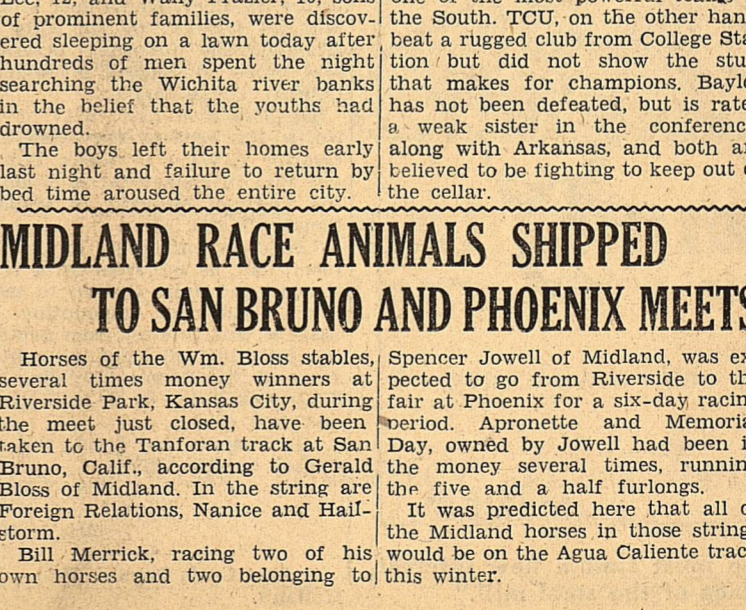 of prominent families, were discov-
ered sleeping on a lawn today after
hundreds of men spent the night
searching the Wichita river banks
in the belief that the youths had
drowned.
The boys left their homes early
last night and failure to return by
bed time aroused the entire city.
the South. TCU, on the other han
beat a rugged club from College Sta
tion but did not show the stu
that makes for champions. Bayl
has not been defeated, but is rate
a weak sister in the conferenc
along with Arkansas, and both a
believed to be fighting to keep out
the cellar.
MIDLAND RACE ANIMALS SHIPPED
TO SAN BRUNO AND PHOENIX MEETS
Horses of the Wm. Bloss stables,
several times money winners at
Riverside Park, Kansas City, during
the meet just closed, have been
taken to the Tanforan track at San
Bruno, Calif., according to Gerald
Bloss of Midland. In the string are
Foreign Relations, Nanice and Hail-
storm.
Bill Merrick, racing two of his
own horses and two belonging to
Spencer Jowell of Midland, was ex
pected to go from Riverside to th
fair at Phoenix for a six-day racin
period. Apronette and Memoria
Day, owned by Jowell had been i
the money several times, runnin
the five and a half furlongs.
It was predicted here that all o
the Midland horses in those string
would be on the Agua Caliente trac
this winter.